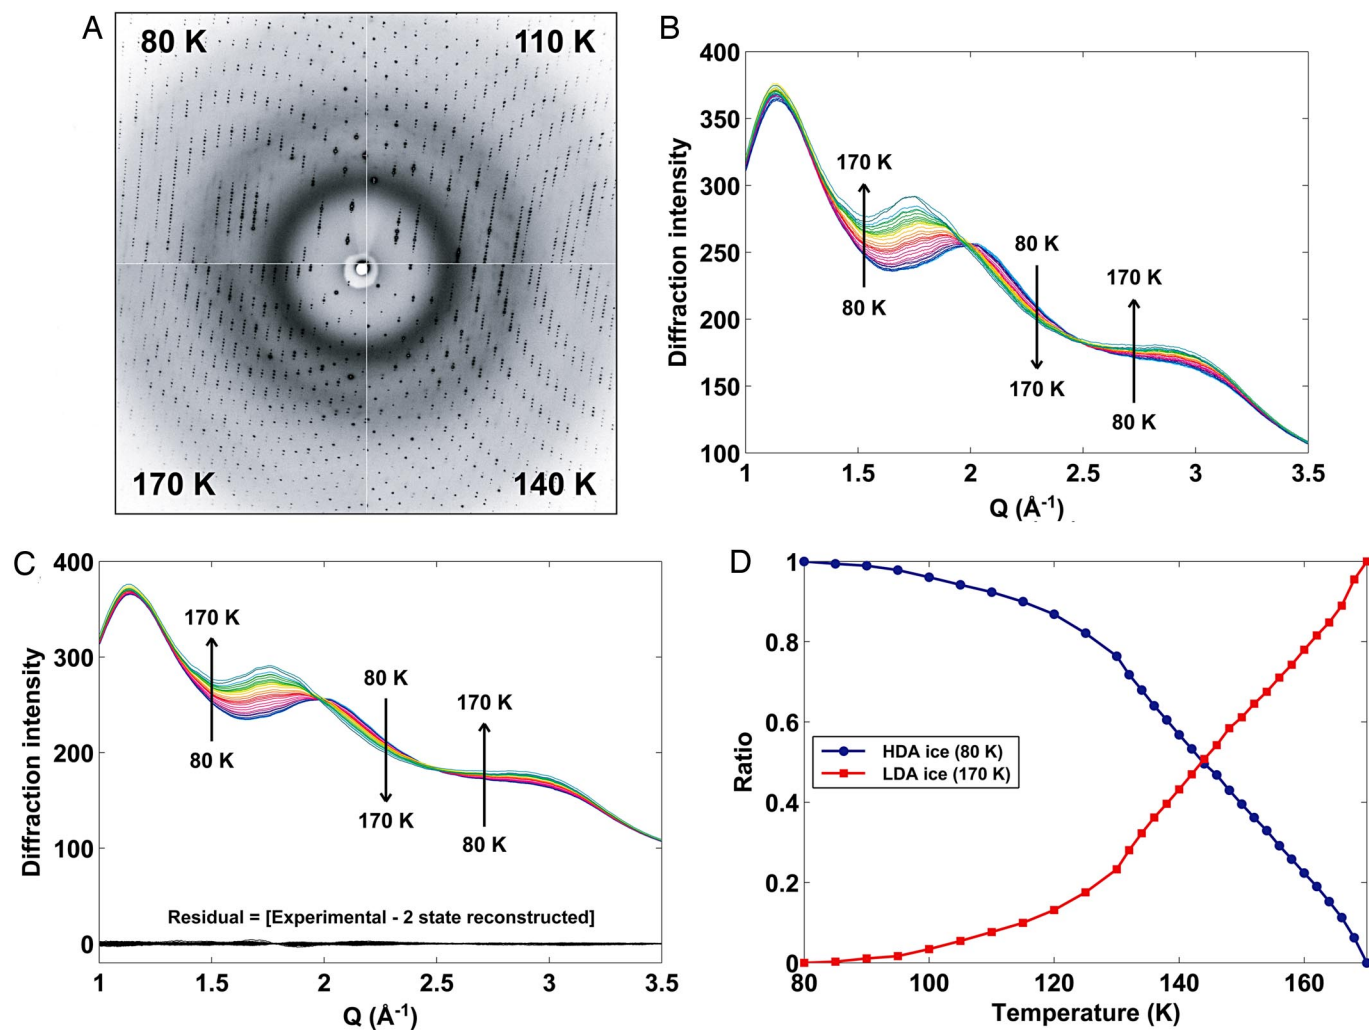 A
80 K
110 K
170 K
140 K
B
400
350
300
250
200
150
100
Diffraction intensity
170 K
80 K
80 K
170 K
170 K
80 K
1
1.5
2
2.5
3
3.5
Q (Å-1)
C
400
300
200
100
0
Diffraction intensity
170 K
80 K
80 K
170 K
170 K
80 K
Residual = [Experimental - 2 state reconstructed]
1
1.5
2
2.5
3
3.5
Q (Å-1)
D
1
0.8
0.6
0.4
0.2
0
Ratio
HDA ice (80 K)
LDA ice (170 K)
80
100
120
140
160
Temperature (K)